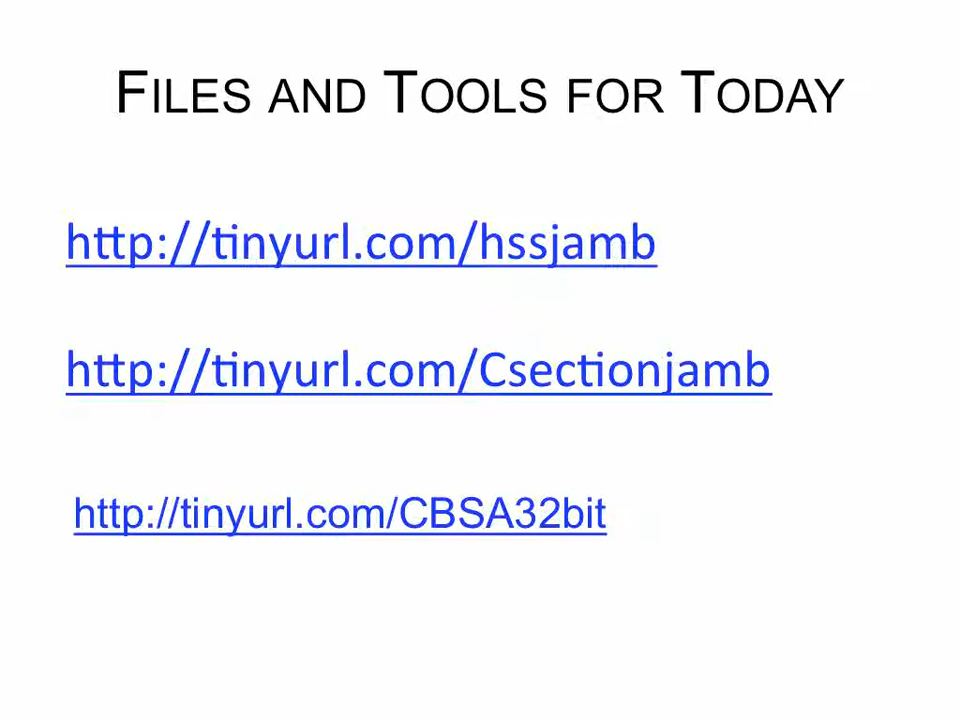 FILES AND TOOLS FOR TODAY
http://tinyurl.com/hssjamb
http://tinyurl.com/Csectionjamb
http://tinyurl.com/CBSA32bit